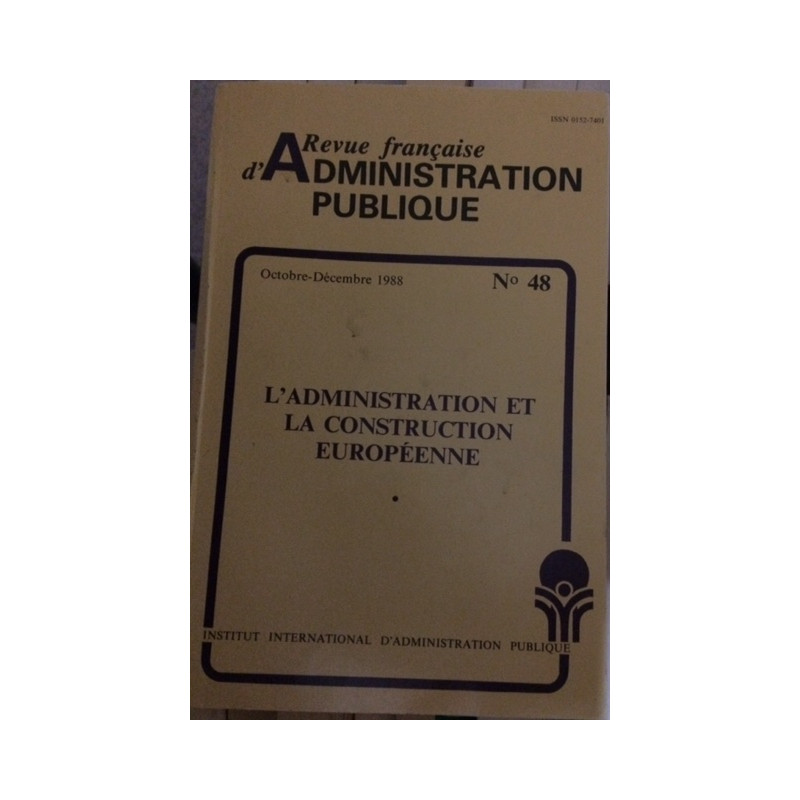 ISSN 0152-7401
Revue française
d'ADMINISTRATION
PUBLIQUE
Octobre-Décembre 1988 Nº 48
L'ADMINISTRATION ET
LA CONSTRUCTION
EUROPÉENNE
INSTITUT INTERNATIONAL D'ADMINISTRATION PUBLIQUE